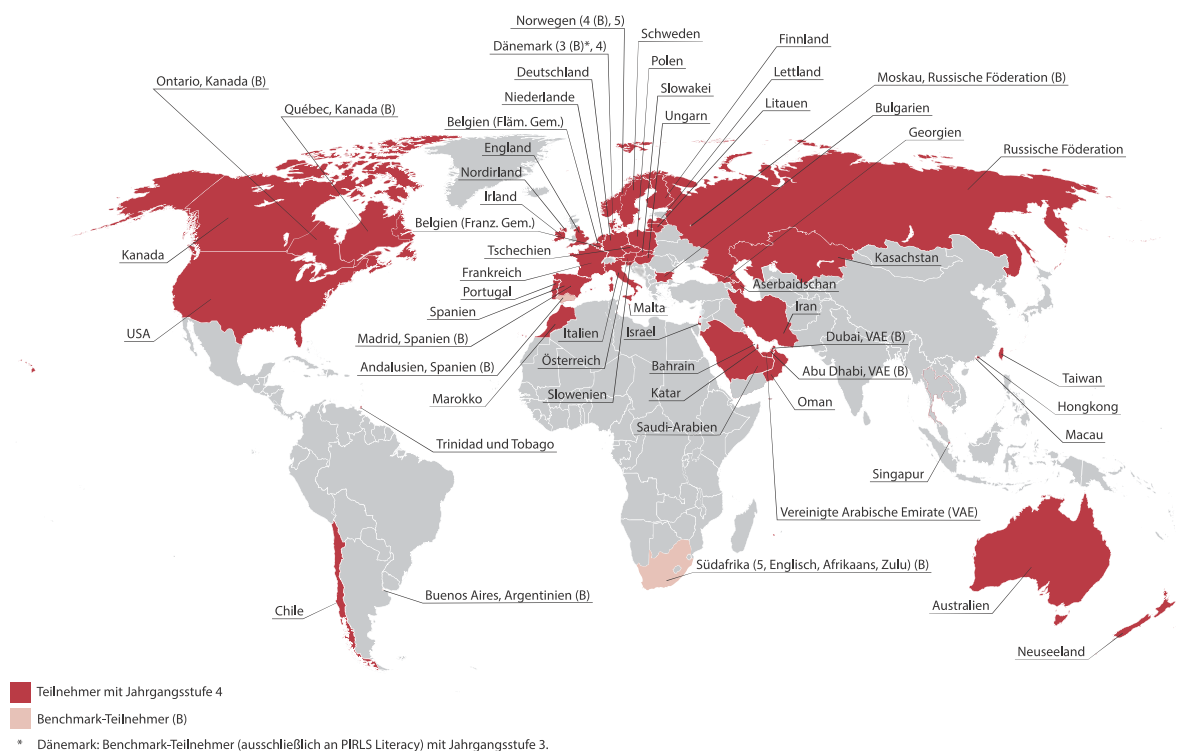 Norwegen (4 (B), 5)
Schweden
Finnland
Dänemark (3 (B)*, 4)
Polen
Lettland
Deutschland
Moskau, Russische Föderation (B)
Ontario, Kanada (B)
Slowakei
Niederlande
Litauen
Québec, Kanada (B)
Bulgarien
Ungarn
Belgien (Fläm. Gem.)
Georgien
England
Russische Föderation
Nordirland
Irland
Belgien (Franz. Gem.)
Tschechien
Kanada
Kasachstan
Frankreich
Aserbaidschan
Portugal
Spanien
Malta
Iran
USA
Madrid, Spanien (B)
Italien
Israel
Dubai, VAE (B)
Österreich
Andalusien, Spanien (B)
Bahrain
Abu Dhabi, VAE (B)
Taiwan
Marokko
Slowenien
Katar
Oman
Hongkong
Saudi-Arabien
Macau
Trinidad und Tobago
Singapur
Vereinigte Arabische Emirate (VAE)
Südafrika (5, Englisch, Afrikaans, Zulu) (B)
Buenos Aires, Argentinien (B)
Chile
Australien
Neuseeland
Teilnehmer mit Jahrgangsstufe 4
Benchmark-Teilnehmer (B)
* Dänemark: Benchmark-Teilnehmer (ausschließlich an PIRLS Literacy) mit Jahrgangsstufe 3.